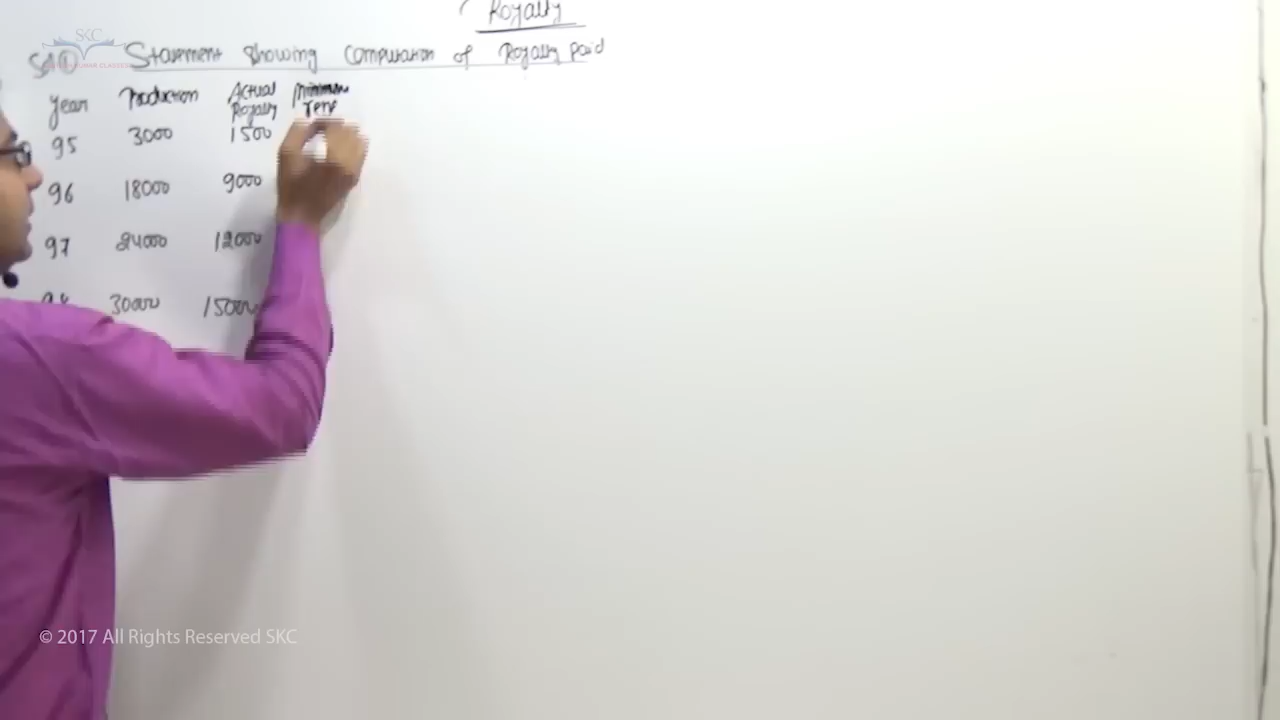 Royalty
SKC
Statement Showing Computation of Royalty paid
Year Production Actual Royalty Minimum rent
95 3000 1500
96 18000 9000
97 24000 12000
30000 15000
© 2017 All Rights Reserved SKC